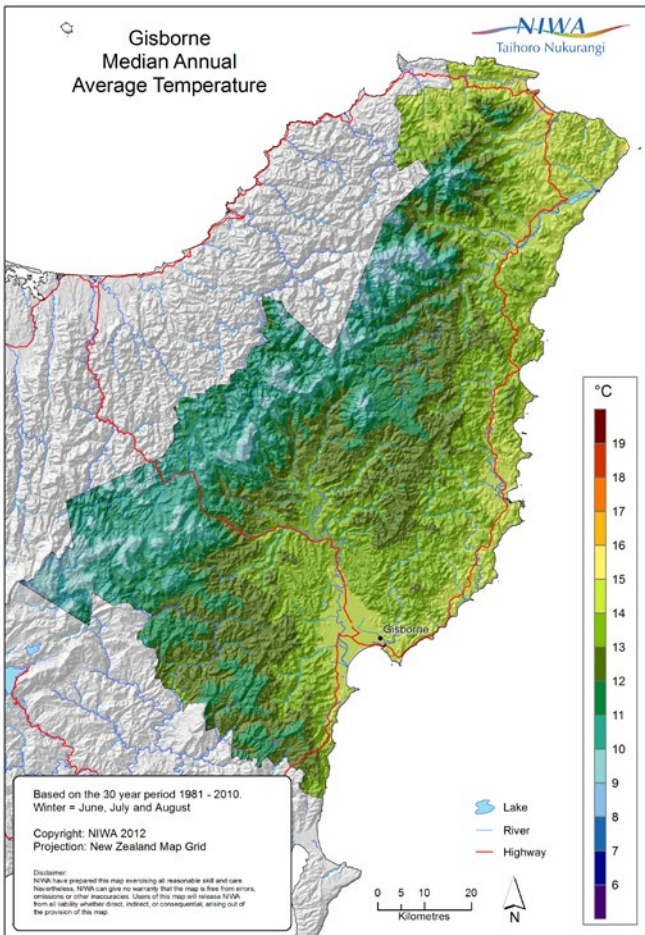 Gisborne
Median Annual
Average Temperature
NIWA
Taihoro Nukurangi
Gisborne
°C
19
18
17
16
15
14
13
12
11
10
9
8
7
6
Based on the 30 year period 1981 - 2010.
Winter = June, July and August
Copyright: NIWA 2012
Projection: New Zealand Map Grid
Disclaimer:
NIWA have prepared this map exercising all reasonable skill and care.
Nevertheless, NIWA can give no warranty that the map is free from errors,
omissions or other inaccuracies. Users of this map will release NIWA
from all liability whether direct, indirect, or consequential, arising out of
the provision of this map.
Lake
River
Highway
0 5 10 20
Kilometres
N